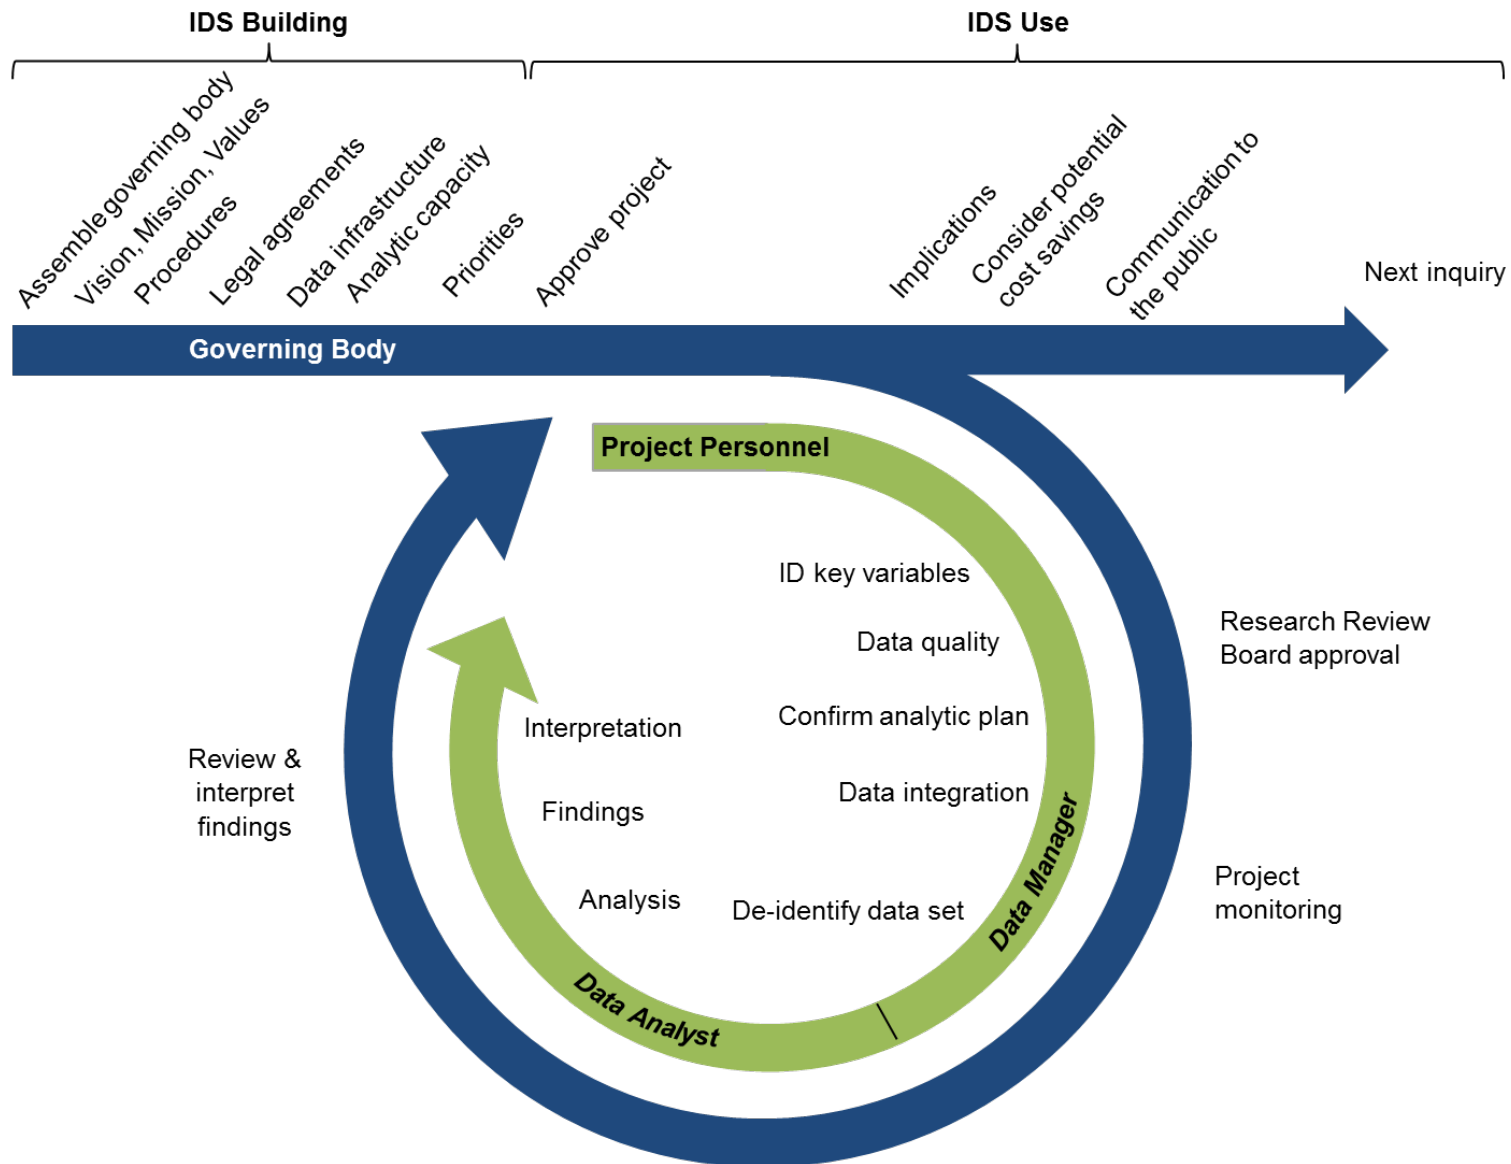 IDS Building
IDS Use
Assemble governing body
Vision, Mission, Values
Procedures
Legal agreements
Data infrastructure
Analytic capacity
Priorities
Approve project
Implications
Consider potential
cost savings
Communication to
the public
Next inquiry
Governing Body
Project Personnel
ID key variables
Data quality
Confirm analytic plan
Data integration
De-identify data set
Data Manager
Data Analyst
Analysis
Findings
Interpretation
Research Review
Board approval
Project
monitoring
Review &
interpret
findings